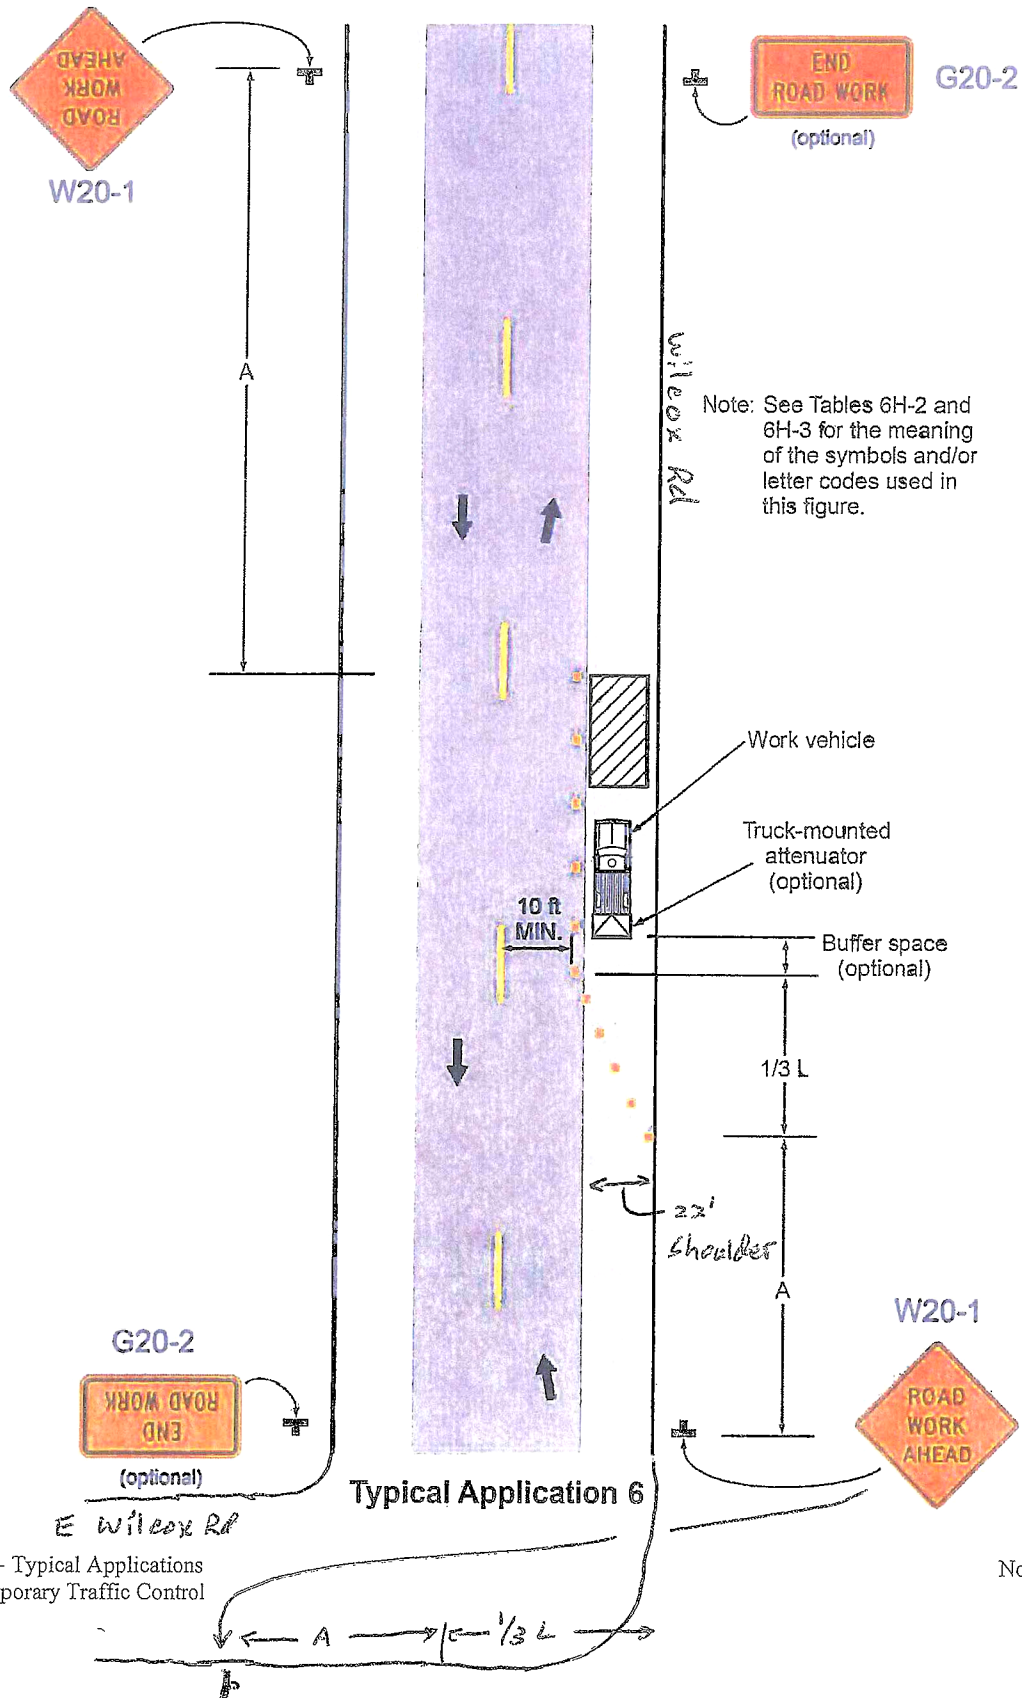 ROAD
WORK
AHEAD
W20-1
END
ROAD WORK
G20-2
(optional)
A
Wilcox Rd
Note: See Tables 6H-2 and
6H-3 for the meaning
of the symbols and/or
letter codes used in
this figure.
Work vehicle
Truck-mounted
attenuator
(optional)
10 ft
MIN.
Buffer space
(optional)
1/3 L
22'
Shoulder
A
W20-1
G20-2
END
ROAD WORK
(optional)
ROAD
WORK
AHEAD
Typical Application 6
E Wilcox Rd
- Typical Applications
porary Traffic Control
No
A
1/3 L